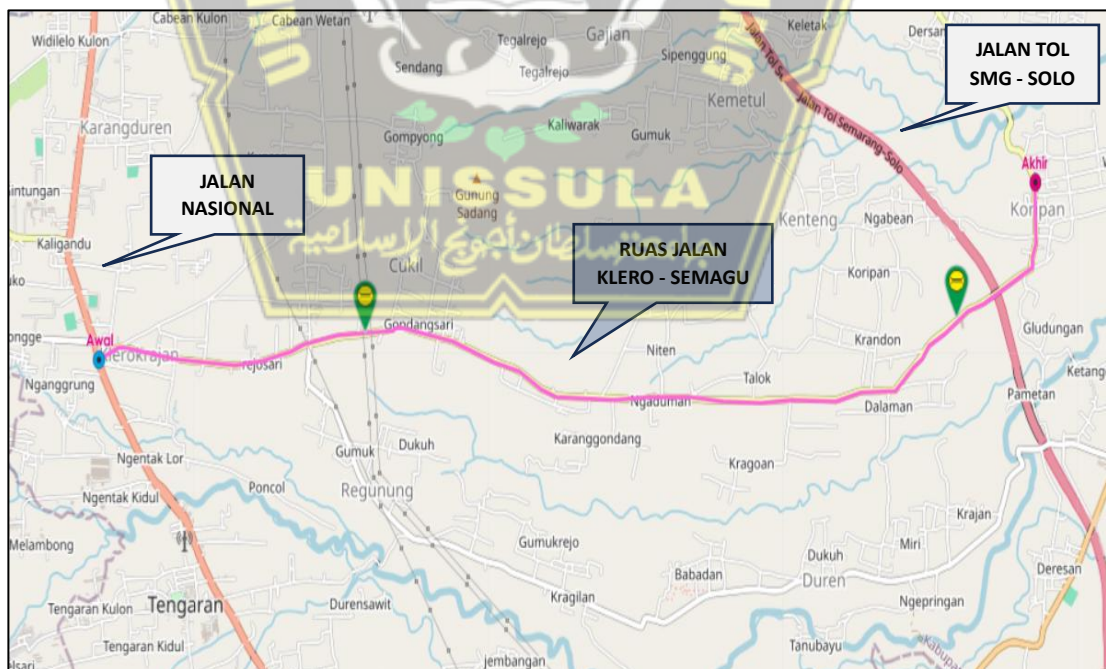 Cabean Kulon
Cabean Wetan
Gajian
Keletak
Widilelo Kulon
Tegalrejo
Sipenggung
Sendang
Tegalrejo
Kemetul
Jalan Tol Semarang-Solo
JALAN TOL
SMG - SOLO
Karangduren
Gompyong
Kaliwarak
Gumuk
Akhir
JALAN
NASIONAL
UNISSULA
Gunung
Sadang
Koripan
Kenteng
Ngabean
Kaligandu
Cukil
RUAS JALAN
KLERO - SEMAGU
Koripan
Awal
Gondangsari
Gludungan
Niten
Krandon
rejosari
Nganggrung
Talok
Ngaduman
Dalaman
Pametan
Dukuh
Karanggondang
Gumuk
Ngentak Lor
Kragoan
Poncol
Regunung
Ngentak Kidul
Krajan
Melambong
Gumukrejo
Dukuh
Miri
Babadan
Duren
Deresan
Tengaran Kulon
Tengaran
Durensawit
Kragilan
Ngepringan
Tengaran Kidul
Tanubayu
Jembangan